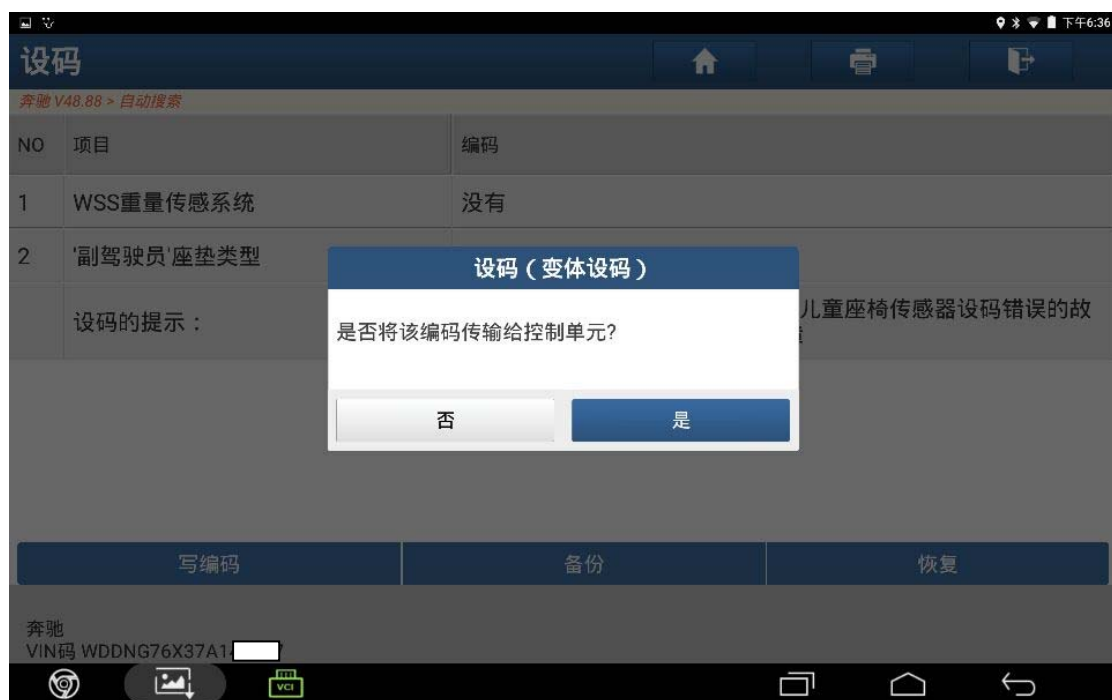 下午6:36
设码
奔驰 V48.88 > 自动搜索
NO 项目 编码
1 WSS重量传感系统 没有
2 '副驾驶员'座垫类型
设码（变体设码）
设码的提示：
儿童座椅传感器设码错误的故
是否将该编码传输给控制单元?
否 是
写编码 备份 恢复
奔驰
VIN码 WDDNG76X37A1
VCI